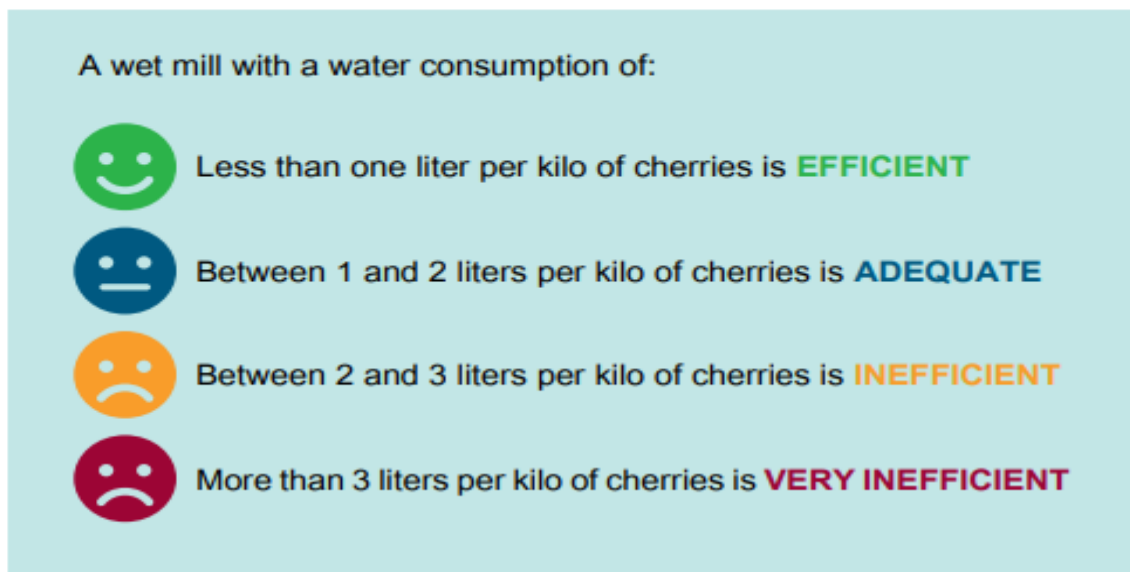 A wet mill with a water consumption of:
Less than one liter per kilo of cherries is EFFICIENT
Between 1 and 2 liters per kilo of cherries is ADEQUATE
Between 2 and 3 liters per kilo of cherries is INEFFICIENT
More than 3 liters per kilo of cherries is VERY INEFFICIENT